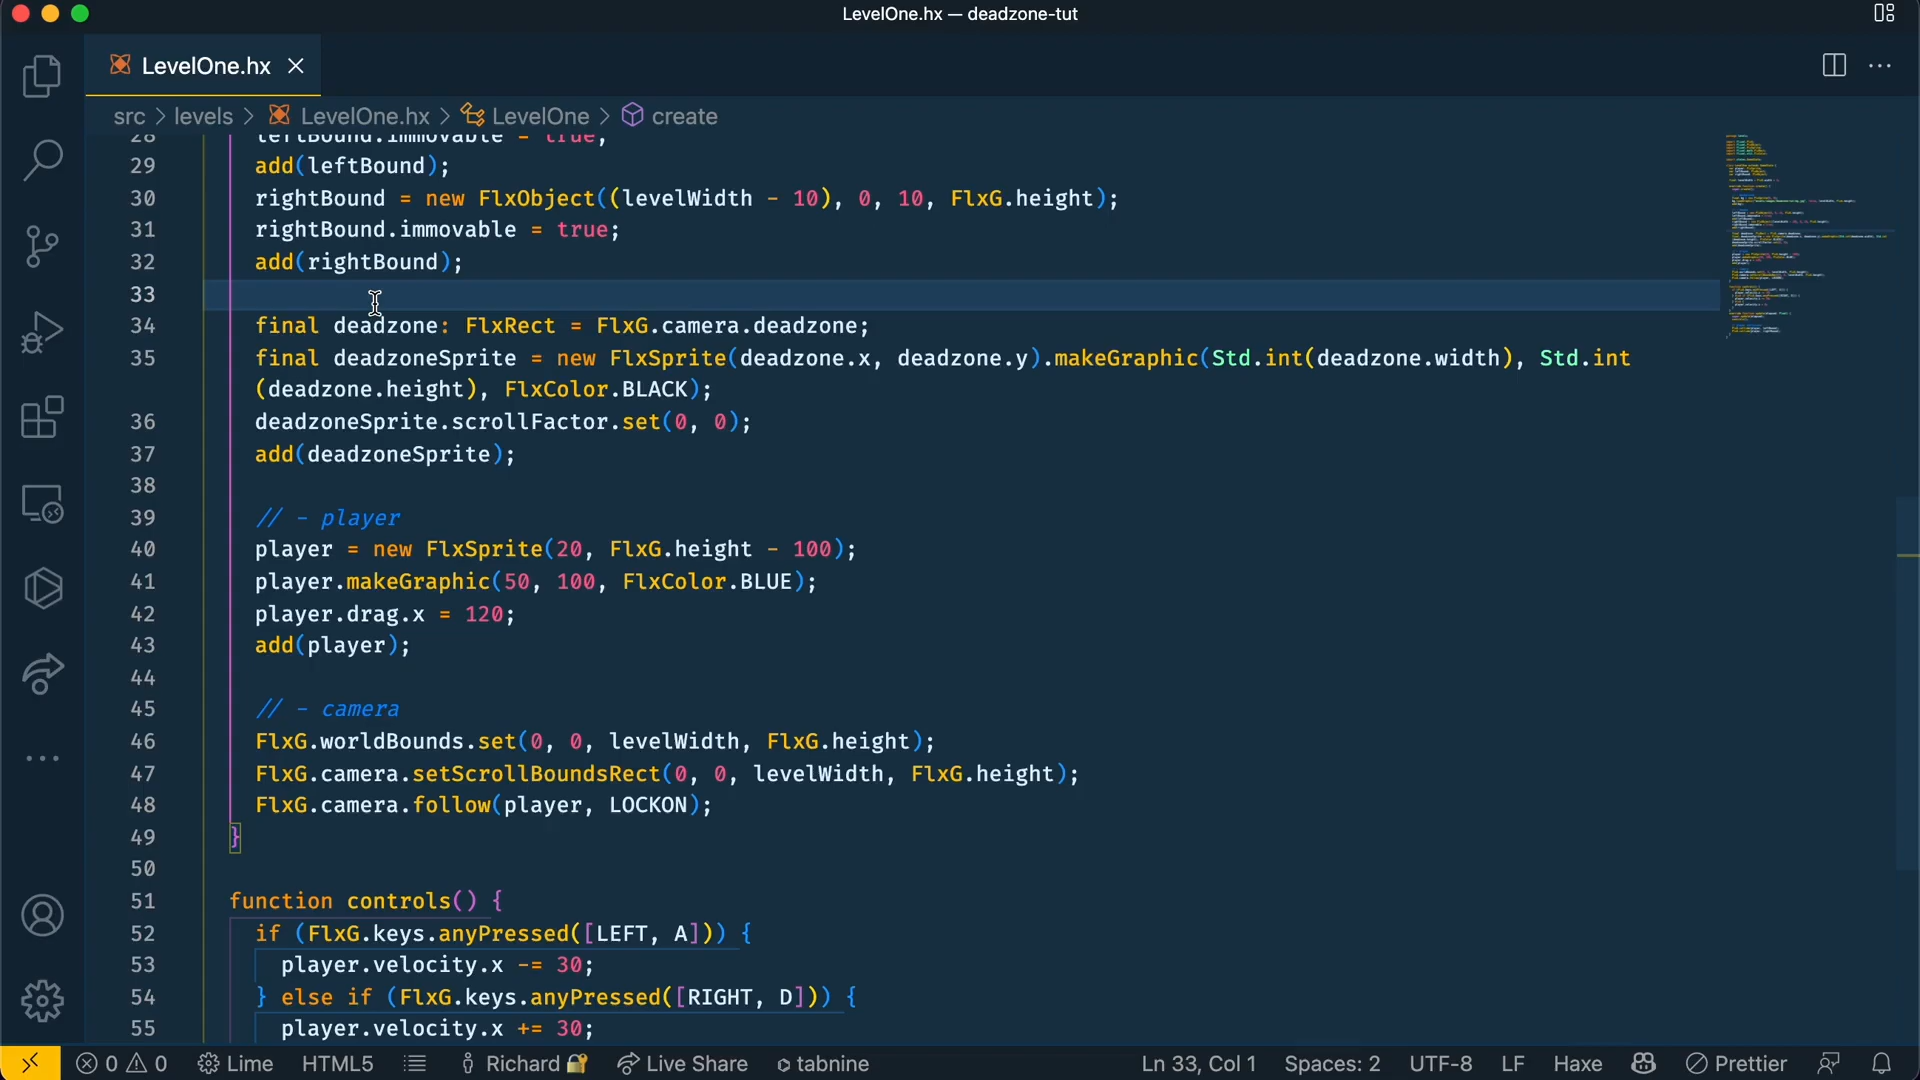 LevelOne.hx — deadzone-tut
LevelOne.hx
src > levels > LevelOne.hx > LevelOne > create
28 leftBound.immovable = true;
29 add(leftBound);
30 rightBound = new FlxObject((levelWidth - 10), 0, 10, FlxG.height);
31 rightBound.immovable = true;
32 add(rightBound);
33
34 final deadzone: FlxRect = FlxG.camera.deadzone;
35 final deadzoneSprite = new FlxSprite(deadzone.x, deadzone.y).makeGraphic(Std.int(deadzone.width), Std.int
(deadzone.height), FlxColor.BLACK);
36 deadzoneSprite.scrollFactor.set(0, 0);
37 add(deadzoneSprite);
38
39 // - player
40 player = new FlxSprite(20, FlxG.height - 100);
41 player.makeGraphic(50, 100, FlxColor.BLUE);
42 player.drag.x = 120;
43 add(player);
44
45 // - camera
46 FlxG.worldBounds.set(0, 0, levelWidth, FlxG.height);
47 FlxG.camera.setScrollBoundsRect(0, 0, levelWidth, FlxG.height);
48 FlxG.camera.follow(player, LOCKON);
49 }
50
51 function controls() {
52 if (FlxG.keys.anyPressed([LEFT, A])) {
53 player.velocity.x -= 30;
54 } else if (FlxG.keys.anyPressed([RIGHT, D])) {
55 player.velocity.x += 30;
0 0 Lime HTML5 Richard Live Share tabnine Ln 33, Col 1 Spaces: 2 UTF-8 LF Haxe Prettier